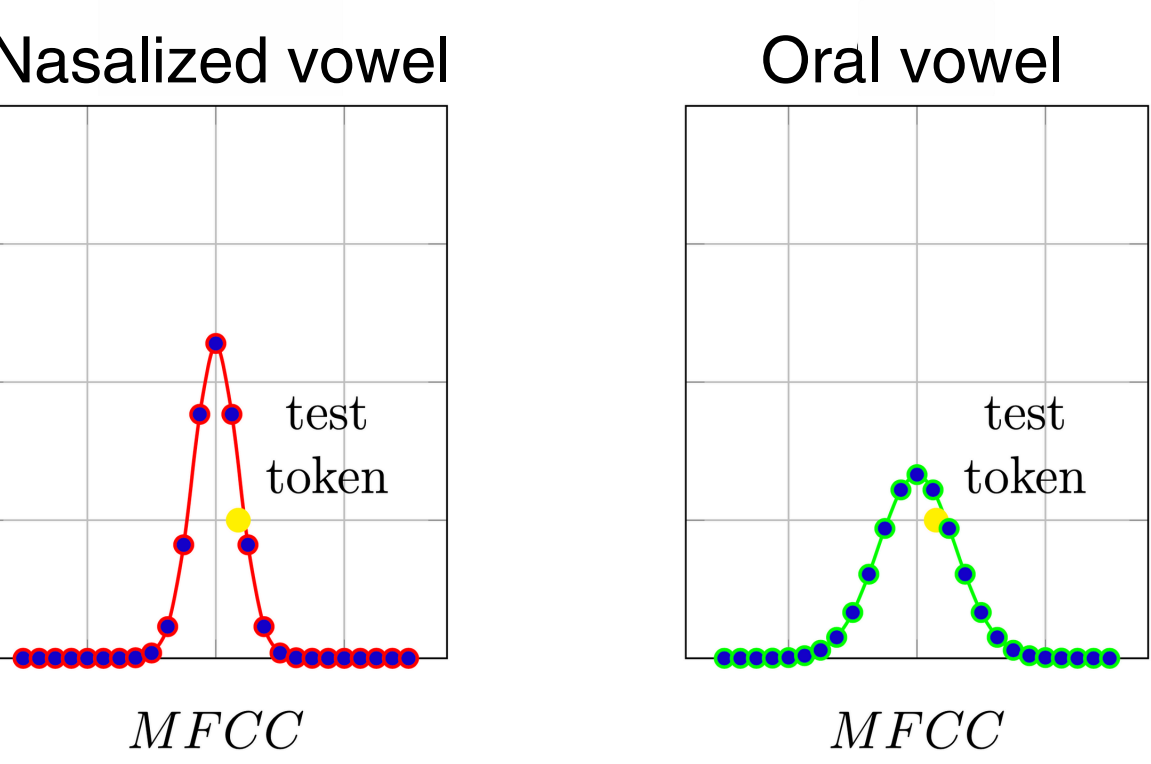 Nasalized vowel
test
token
MFCC
Oral vowel
test
token
MFCC